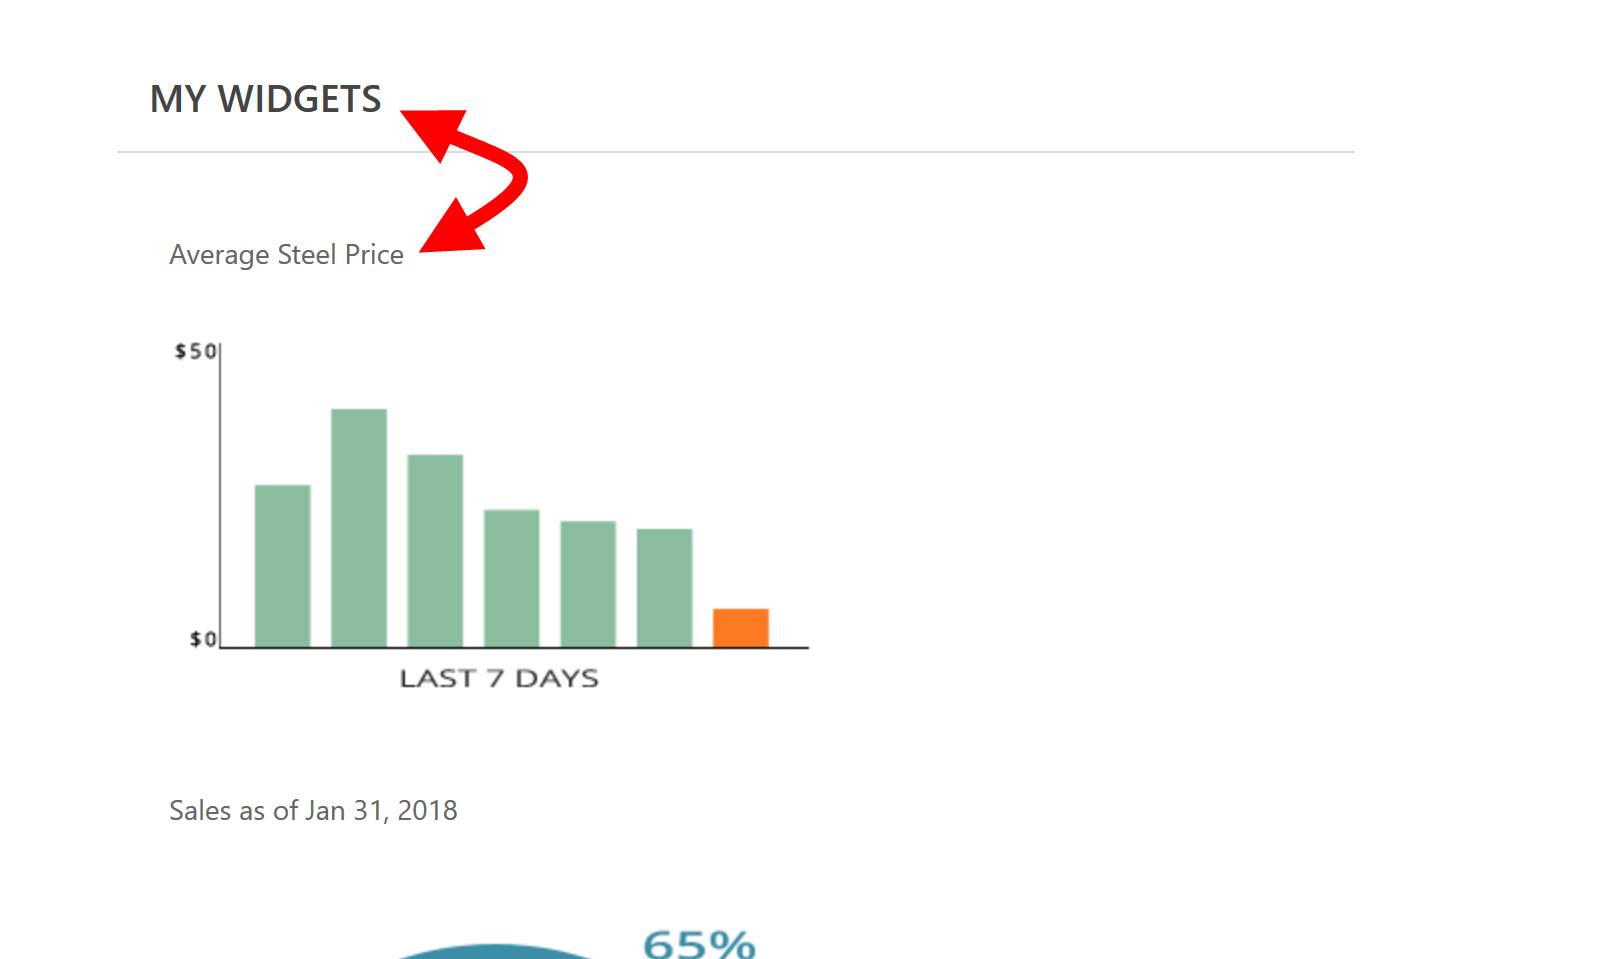 MY WIDGETS
Average Steel Price
$50
$0
LAST 7 DAYS
Sales as of Jan 31, 2018
65%